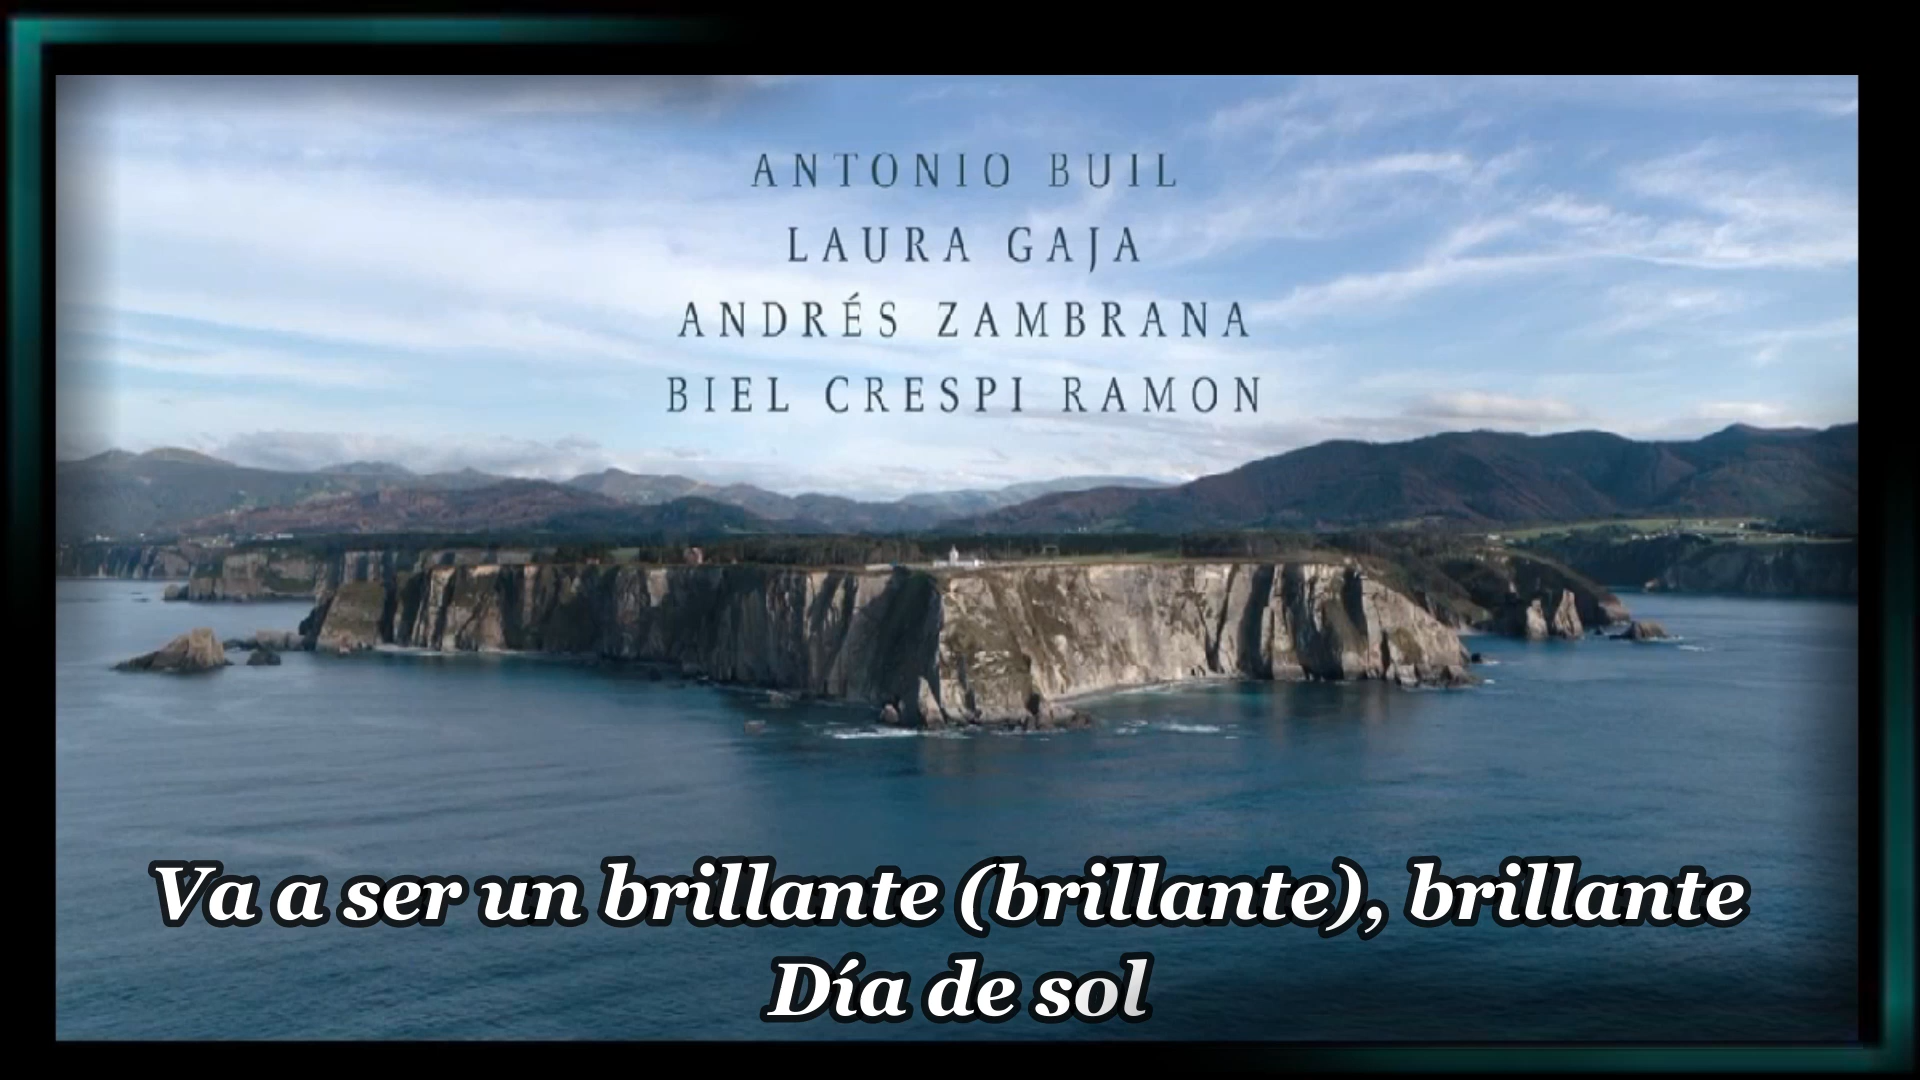 ANTONIO BUIL
LAURA GAJA
ANDRÉS ZAMBRANA
BIEL CRESPI RAMON
Va a ser un brillante (brillante), brillante
Día de sol